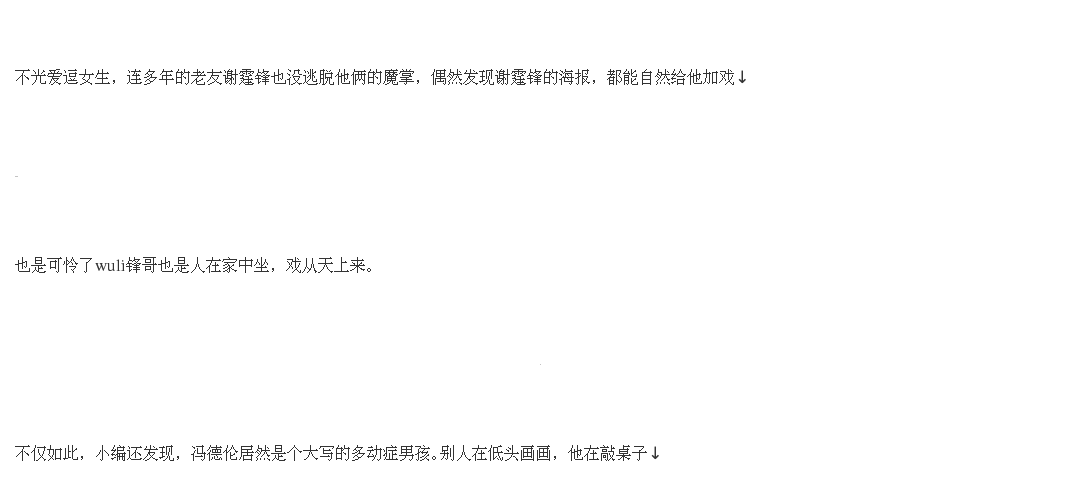 不光爱逗女生，连多年的老友谢霆锋也没逃脱他俩的魔掌，偶然发现谢霆锋的海报，都能自然给他加戏↓
也是可怜了wuli锋哥也是人在家中坐，戏从天上来。
不仅如此，小编还发现，冯德伦居然是个大写的多动症男孩。别人在低头画画，他在敲桌子↓